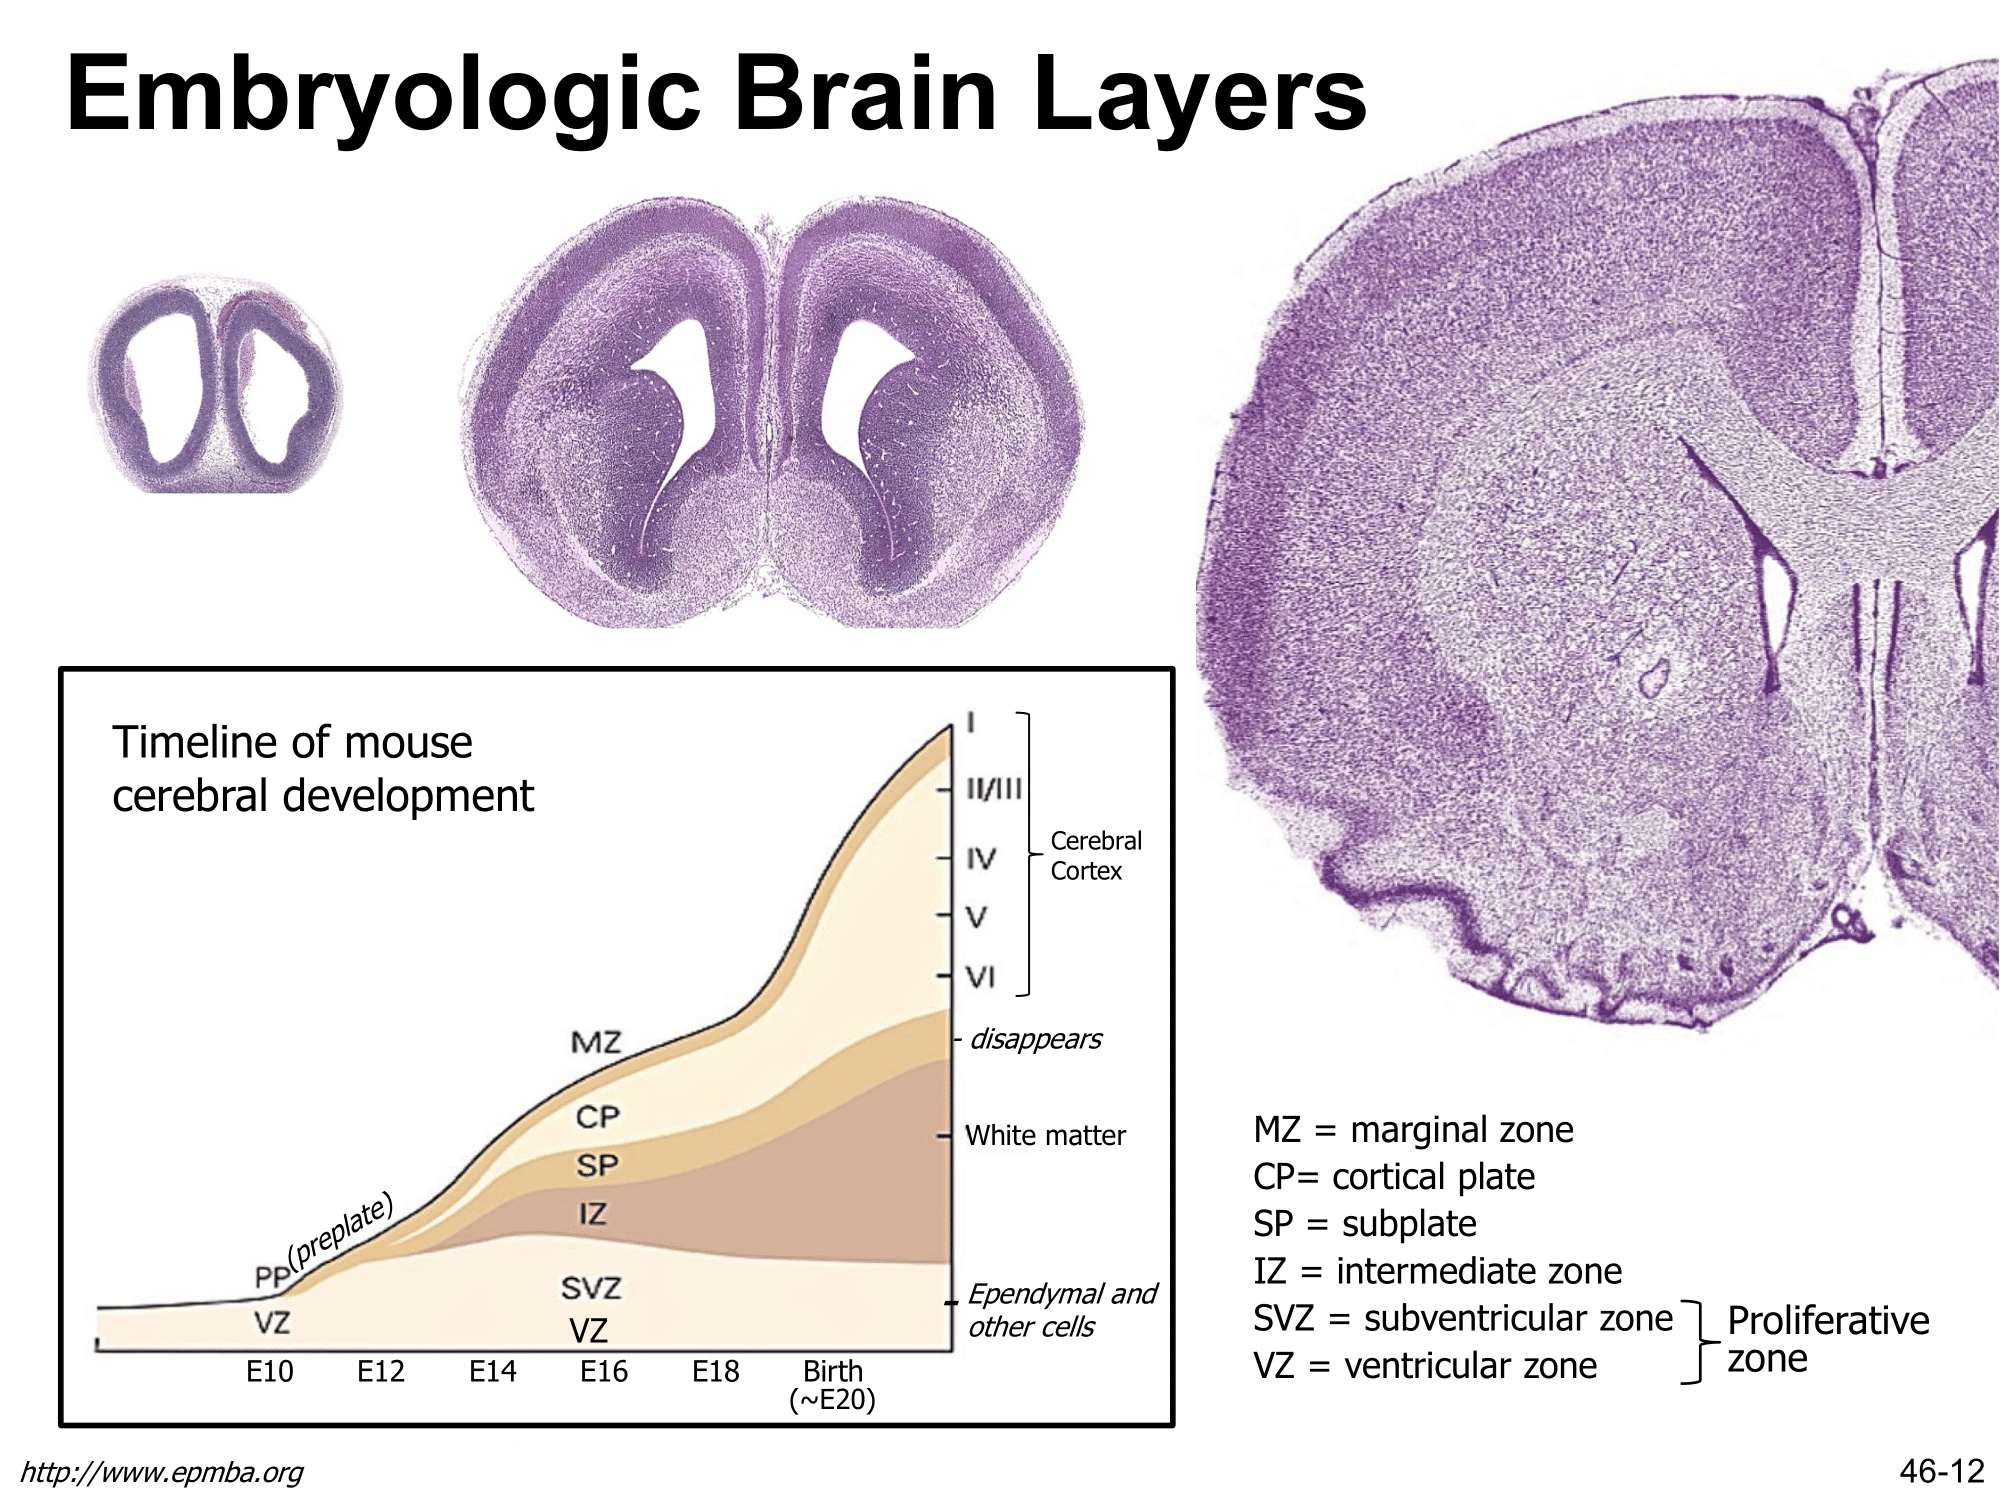 Embryologic Brain Layers
Timeline of mouse
cerebral development
I
II/III
IV
V
VI
Cerebral
Cortex
- disappears
White matter
Ependymal and
other cells
MZ
CP
SP
IZ
SVZ
VZ
PP
(preplate)
VZ
E10 E12 E14 E16 E18 Birth
(~E20)
MZ = marginal zone
CP= cortical plate
SP = subplate
IZ = intermediate zone
SVZ = subventricular zone
VZ = ventricular zone
Proliferative
zone
http://www.epmba.org
46-12